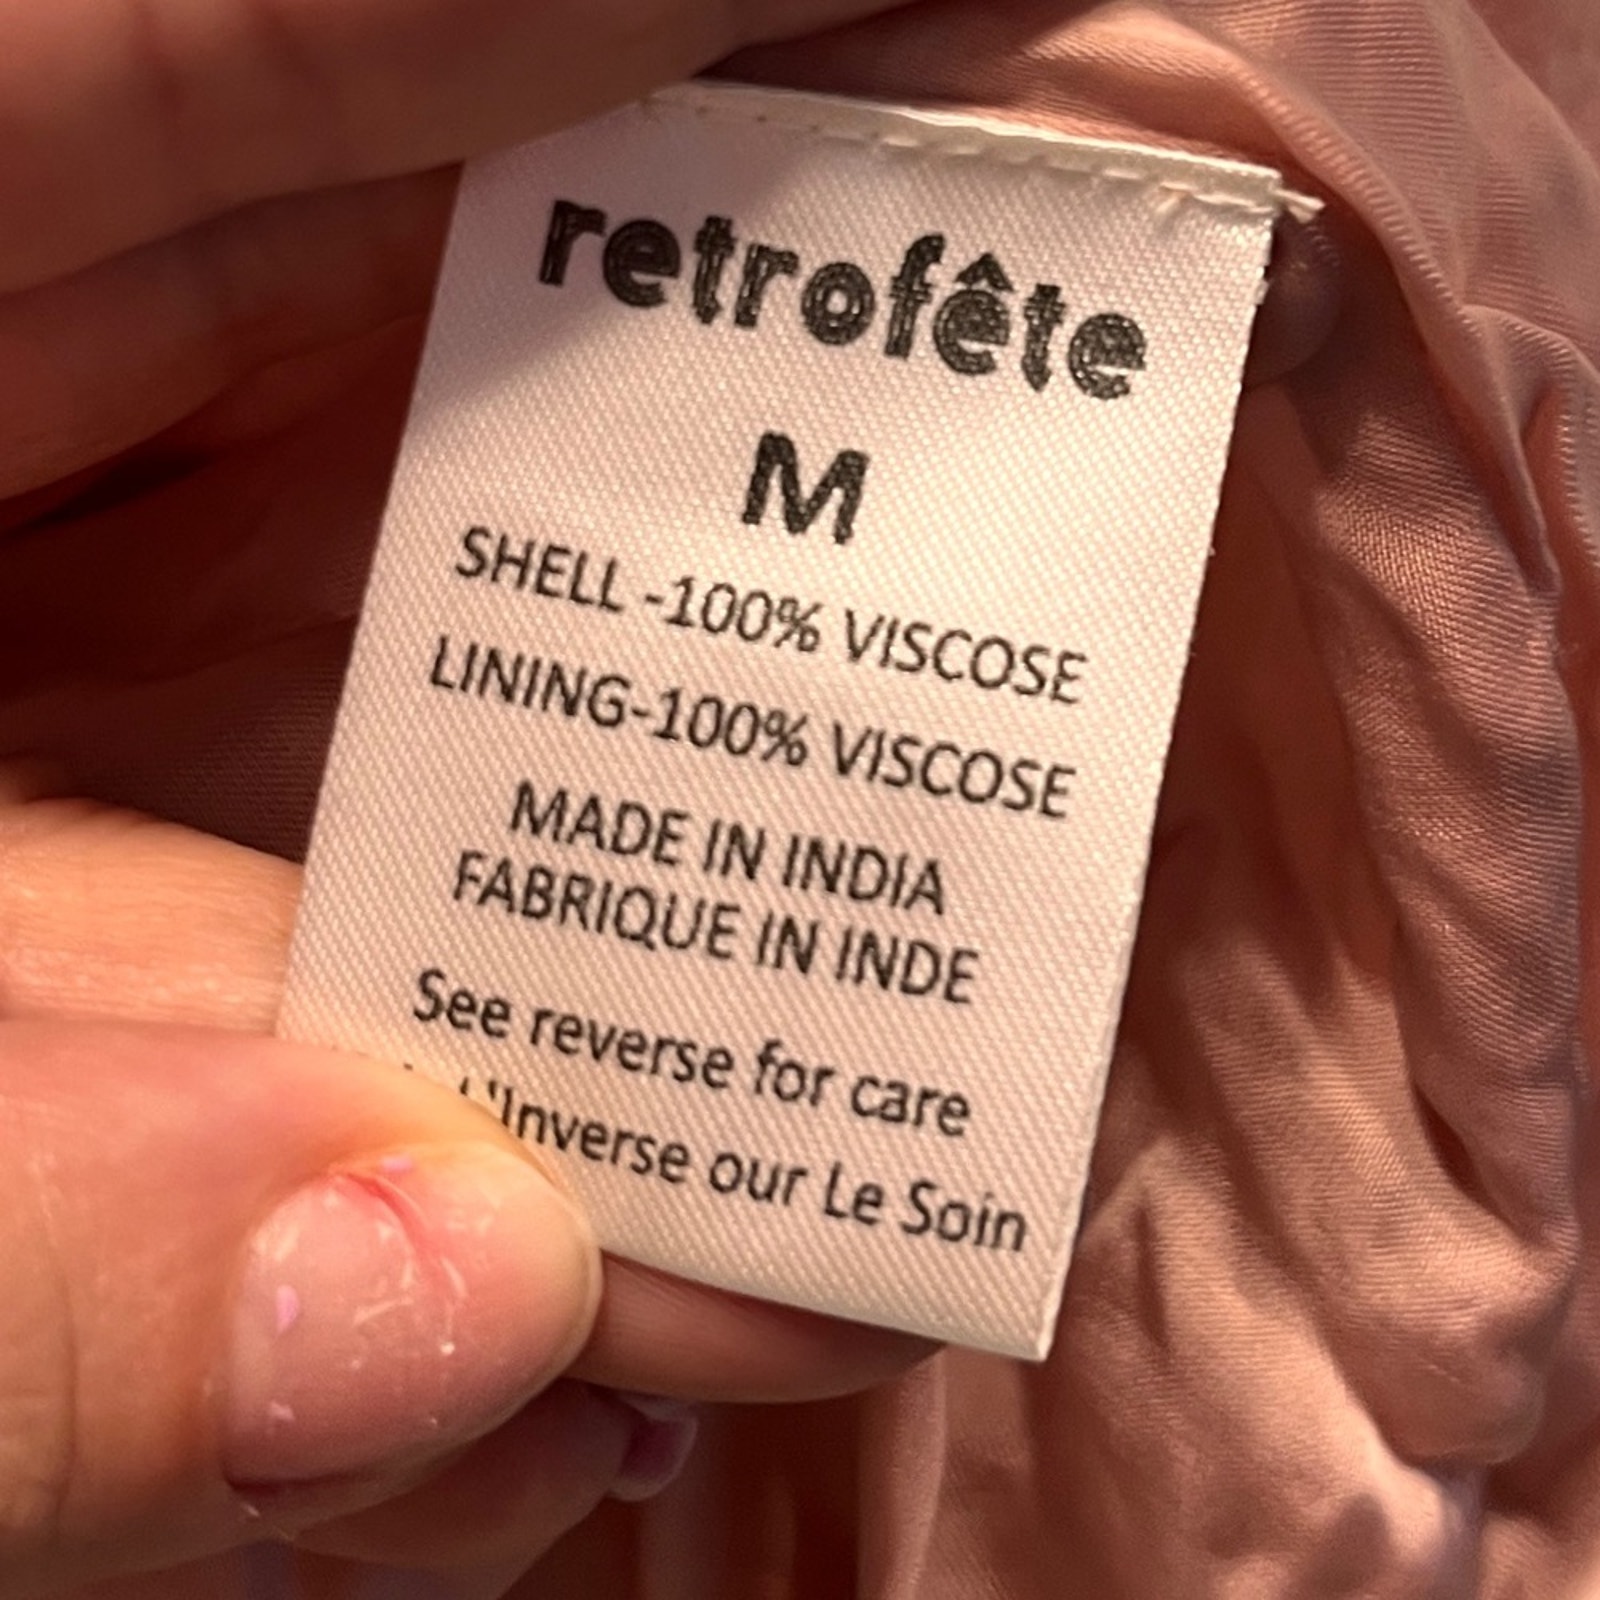 retrofête
M
SHELL -100% VISCOSE
LINING-100% VISCOSE
MADE IN INDIA
FABRIQUE IN INDE
See reverse for care
L'Inverse our Le Soin